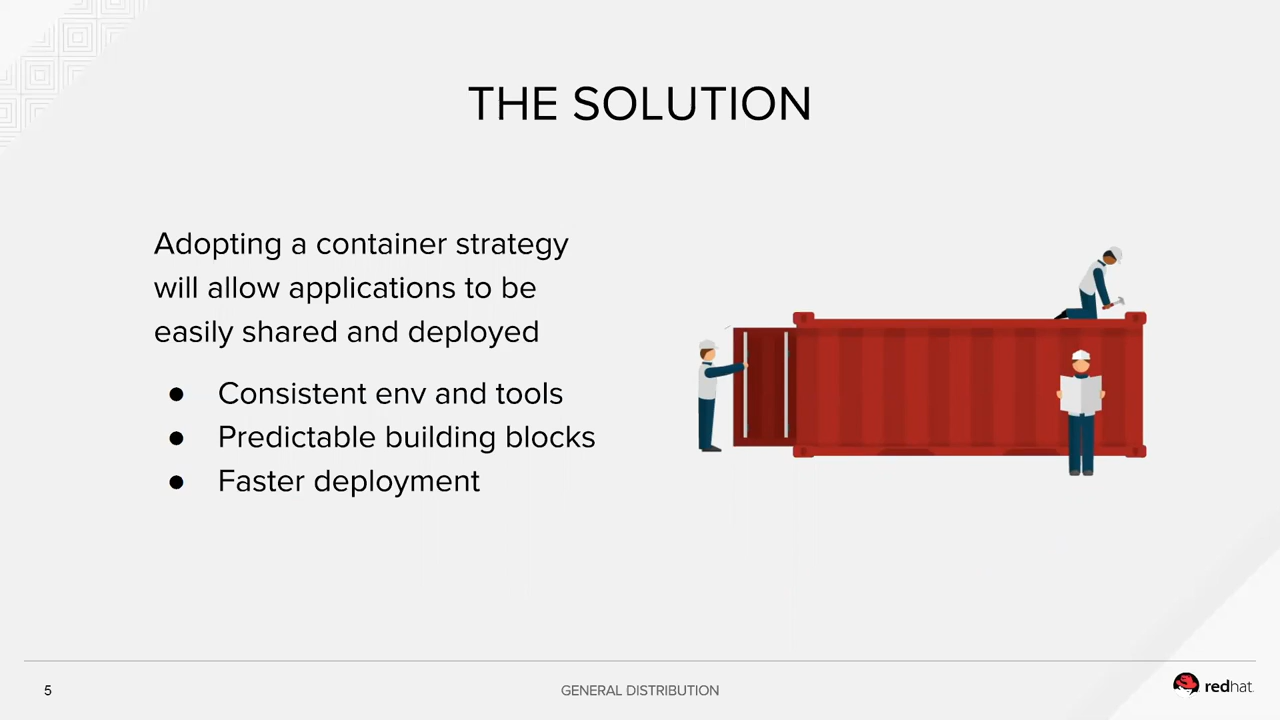 THE SOLUTION
Adopting a container strategy
will allow applications to be
easily shared and deployed
● Consistent env and tools
● Predictable building blocks
● Faster deployment
5
GENERAL DISTRIBUTION
redhat.